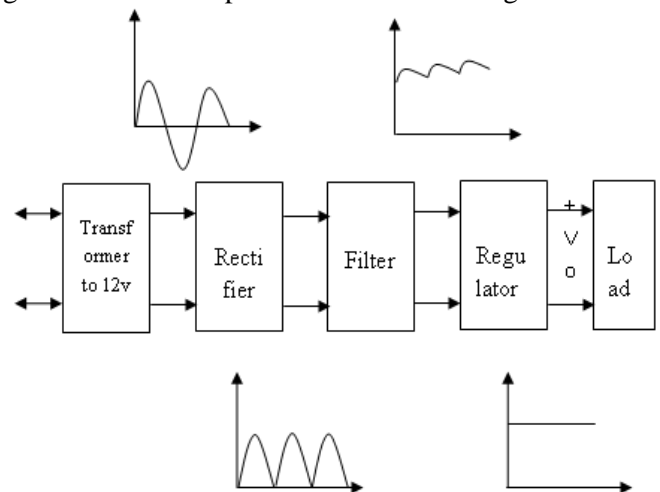 Transf
ormer
to 12v
Recti
fier
Filter
Regu
lator
+
V
o
Lo
ad